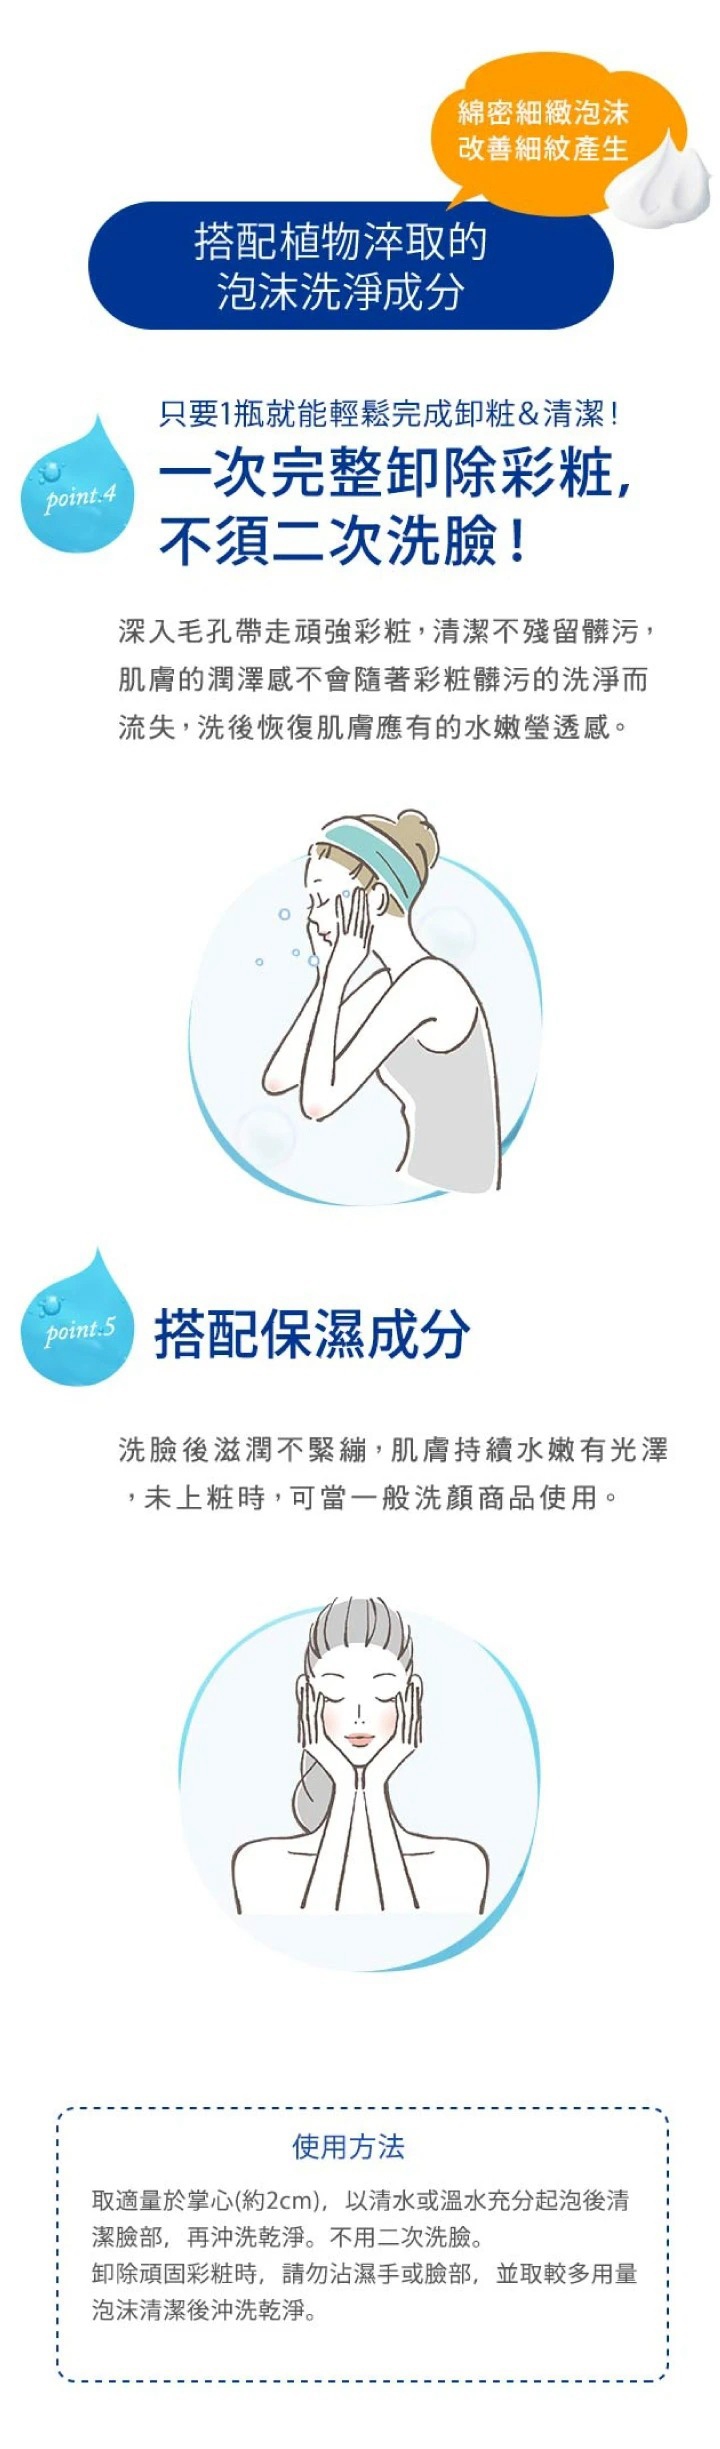 綿密細緻泡沫
改善細紋產生
搭配植物淬取的
泡沫洗淨成分
只要1瓶就能輕鬆完成卸粧&清潔！
point.4
一次完整卸除彩粧，
不須二次洗臉！
深入毛孔帶走頑強彩粧，清潔不殘留髒污，
肌膚的潤澤感不會隨著彩粧髒污的洗淨而
流失，洗後恢復肌膚應有的水嫩瑩透感。
point.5
搭配保濕成分
洗臉後滋潤不緊繃，肌膚持續水嫩有光澤
，未上粧時，可當一般洗顏商品使用。
使用方法
取適量於掌心(約2cm)，以清水或溫水充分起泡後清
潔臉部，再沖洗乾淨。不用二次洗臉。
卸除頑固彩粧時，請勿沾濕手或臉部，並取較多用量
泡沫清潔後沖洗乾淨。